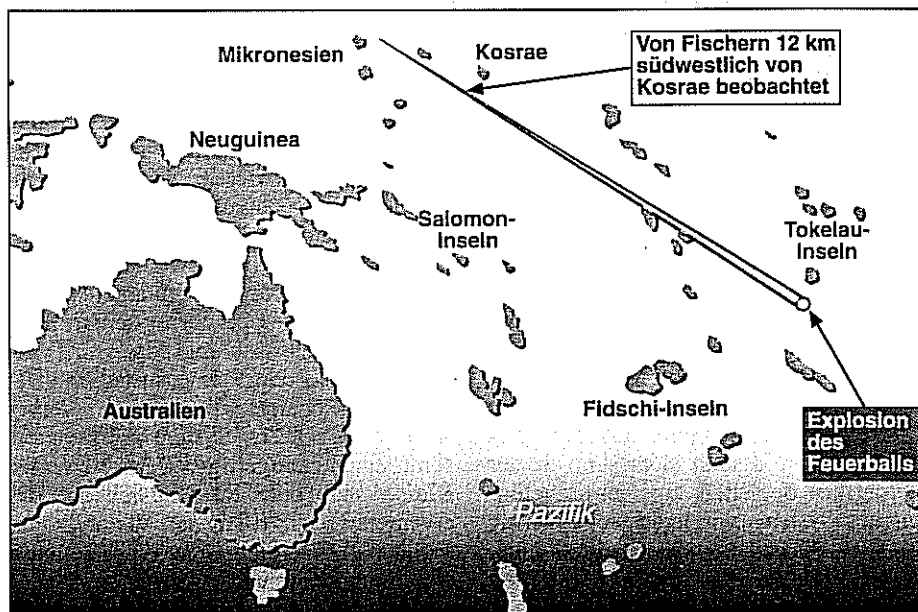 Mikronesien
Kosrae
Von Fischern 12 km
südwestlich von
Kosrae beobachtet
Neuguinea
Salomon-
Inseln
Tokelau-
Inseln
Australien
Fidschi-Inseln
Explosion
des
Feuerballs
Pazifik